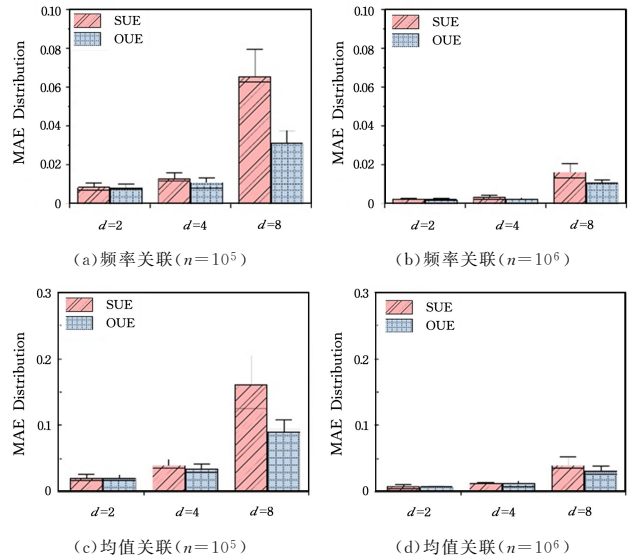 0.10
0.08
0.06
0.04
0.02
0
MAE Distribution
SUE
OUE
d=2
d=4
d=8
(a)频率关联(n=10⁵)
0.10
0.08
0.06
0.04
0.02
0
MAE Distribution
SUE
OUE
d=2
d=4
d=8
(b)频率关联(n=10⁶)
0.3
0.2
0.1
0
MAE Distribution
SUE
OUE
d=2
d=4
d=8
(c)均值关联(n=10⁵)
0.3
0.2
0.1
0
MAE Distribution
SUE
OUE
d=2
d=4
d=8
(d)均值关联(n=10⁶)